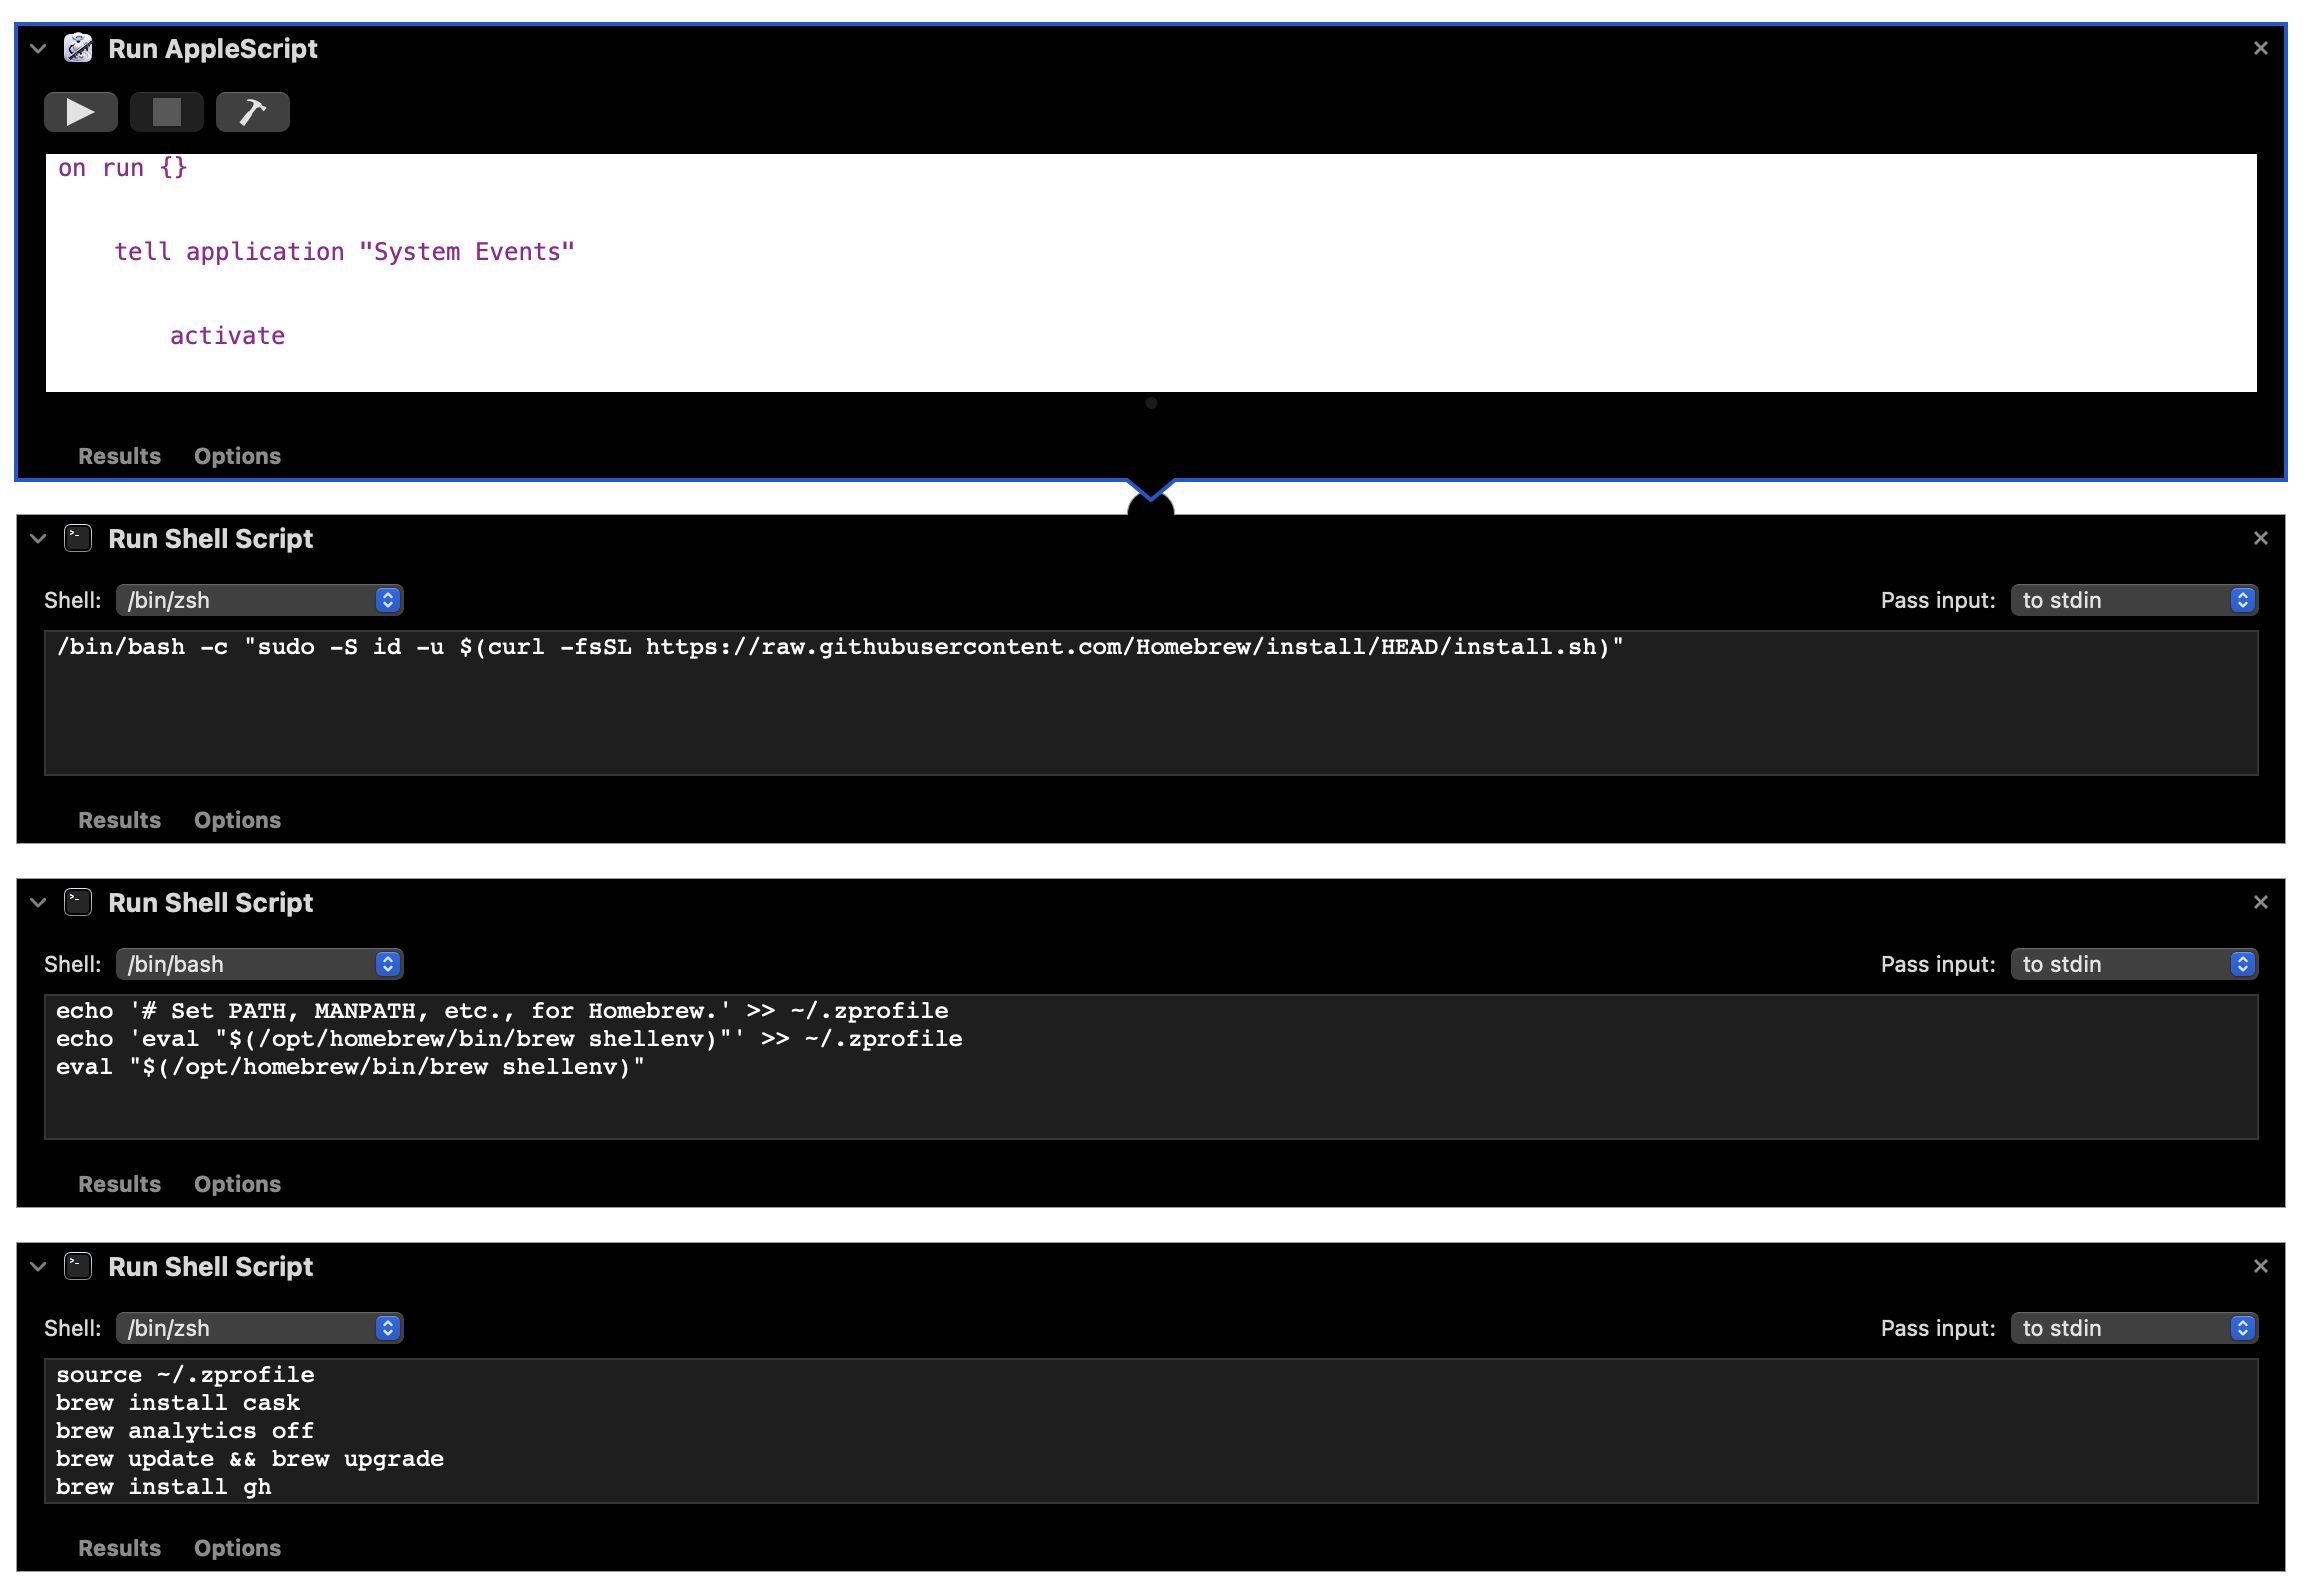 Run AppleScript
on run {}
tell application "System Events"
activate
Results Options
Run Shell Script
Shell: /bin/zsh Pass input: to stdin
/bin/bash -c "sudo -S id -u $(curl -fsSL https://raw.githubusercontent.com/Homebrew/install/HEAD/install.sh)"
Results Options
Run Shell Script
Shell: /bin/bash Pass input: to stdin
echo '# Set PATH, MANPATH, etc., for Homebrew.' >> ~/.zprofile
echo 'eval "$(/opt/homebrew/bin/brew shellenv)"' >> ~/.zprofile
eval "$(/opt/homebrew/bin/brew shellenv)"
Results Options
Run Shell Script
Shell: /bin/zsh Pass input: to stdin
source ~/.zprofile
brew install cask
brew analytics off
brew update && brew upgrade
brew install gh
Results Options